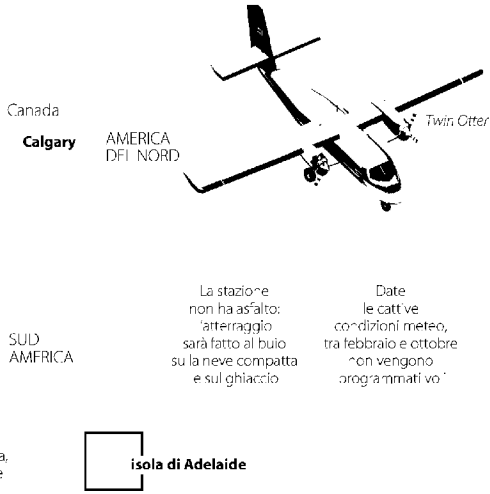 Canada
Calgary
AMERICA
DEL NORD
Twin Otter
La stazione
non ha asfalto:
l'atterraggio
sarà fatto al buio
su la neve compatta
e sul ghiaccio
Date
le cattive
condizioni meteo,
tra febbraio e ottobre
non vengono
programmati voli
SUD
AMERICA
isola di Adelaide